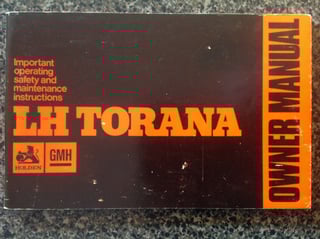 Important
operating
safety and
maintenance
instructions
LH TORANA
HOLDEN
GMH
OWNER MANUAL